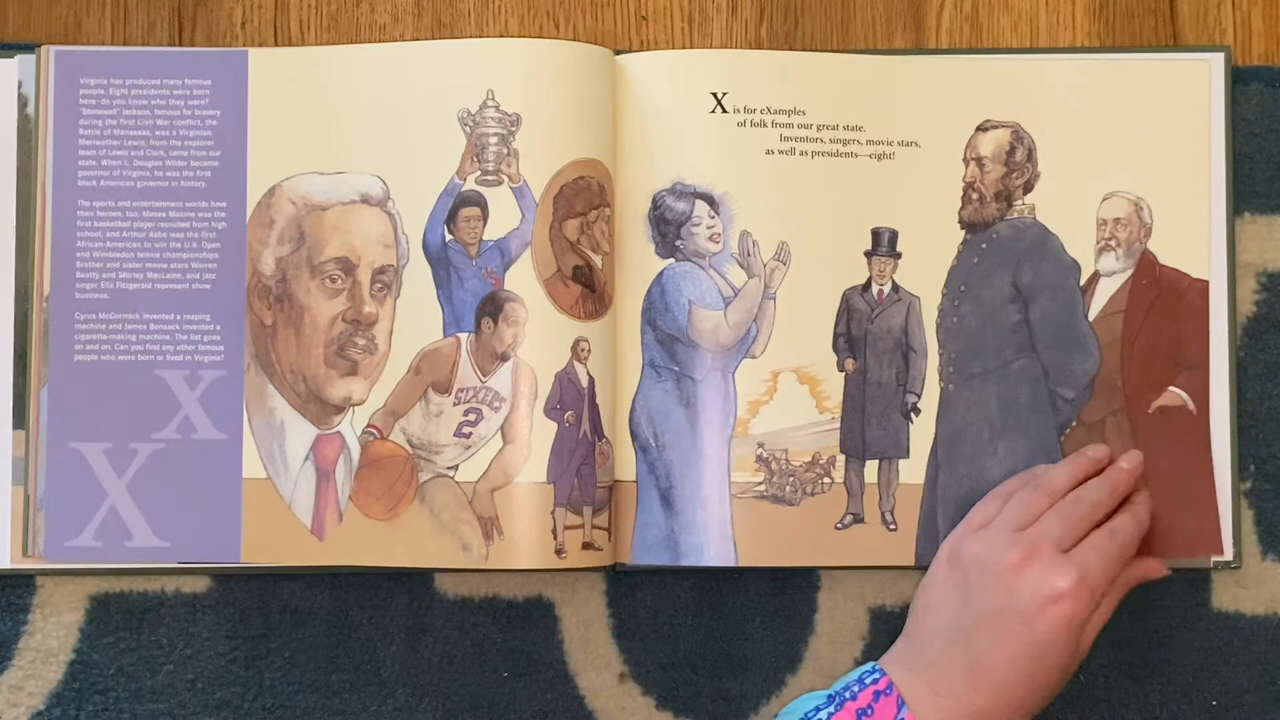 Virginia has produced many famous
people. Eight presidents were born
here–do you know who they were?
"Stonewall" Jackson, famous for bravery
during the first Civil War conflict, the
Battle of Manassas, was a Virginian.
Meriwether Lewis, from the explorer
team of Lewis and Clark, came from our
state. When L. Douglas Wilder became
governor of Virginia, he was the first
black American governor in history.
The sports and entertainment worlds have
their heroes, too. Moses Malone was the
first basketball player recruited from high
school, and Arthur Ashe was the first
African-American to win the U.S. Open
and Wimbledon tennis championships.
Brother and sister movie stars Warren
Beatty and Shirley MacLaine, and jazz
singer Ella Fitzgerald represent show
business.
Cyrus McCormick invented a reaping
machine and James Bonsack invented a
cigarette-making machine. The list goes
on and on. Can you find any other famous
people who were born or lived in Virginia?
X
X
SIXERS
2
X is for eXamples
of folk from our great state.
Inventors, singers, movie stars,
as well as presidents—eight!